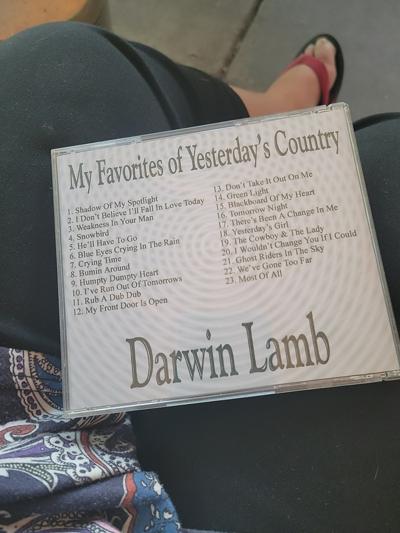 My Favorites of Yesterday's Country
1. Shadow Of My Spotlight
2. I Don't Believe I'll Fall In Love Today
3. Weakness In Your Man
4. Snowbird
5. He'll Have To Go
6. Blue Eyes Crying In The Rain
7. Crying Time
8. Bumin Around
9. Humpty Dumpty Heart
10. I've Run Out Of Tomorrows
11. Rub A Dub Dub
12. My Front Door Is Open
13. Don't Take It Out On Me
14. Green Light
15. Blackboard Of My Heart
16. Tomorrow Night
17. There's Been A Change In Me
18. Yesterday's Girl
19. The Cowboy & The Lady
20. I Wouldn't Change You If I Could
21. Ghost Riders In The Sky
22. We've Gone Too Far
23. Most Of All
Darwin Lamb